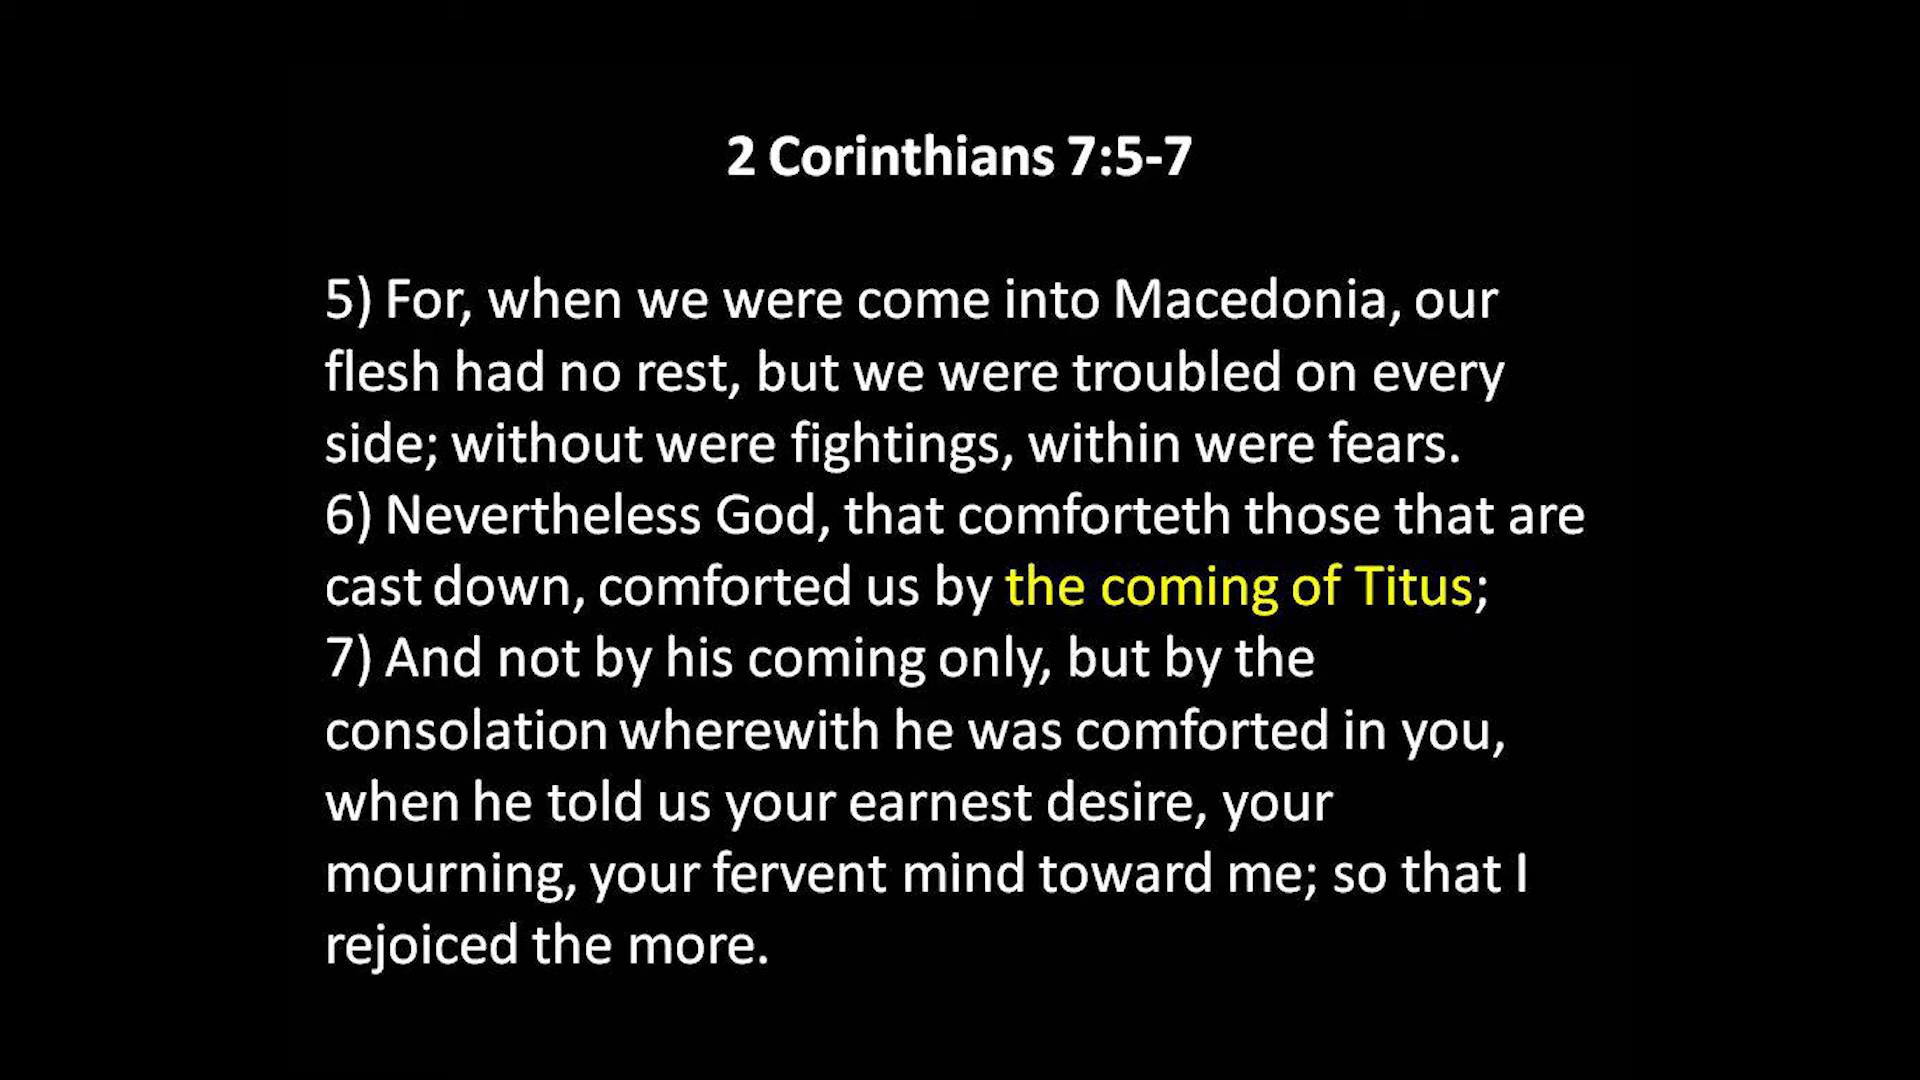 2 Corinthians 7:5-7
5) For, when we were come into Macedonia, our
flesh had no rest, but we were troubled on every
side; without were fightings, within were fears.
6) Nevertheless God, that comforteth those that are
cast down, comforted us by the coming of Titus;
7) And not by his coming only, but by the
consolation wherewith he was comforted in you,
when he told us your earnest desire, your
mourning, your fervent mind toward me; so that I
rejoiced the more.